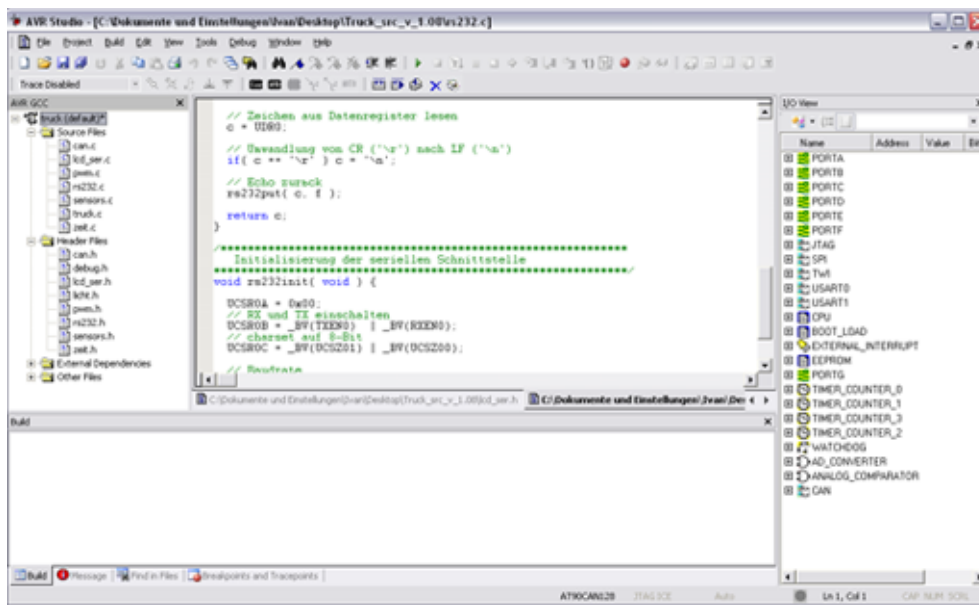 AVR Studio - [C:\Dokumente und Einstellungen\Ivan\Desktop\Truck_src_v_1.00\rs232.c]
File Project Build Edit View Tools Debug Window Help
Trace Disabled
AVR GCC
truck (default)*
Source Files
can.c
lcd_ser.c
pwm.c
rs232.c
sensors.c
truck.c
zeit.c
Header Files
can.h
debug.h
lcd_ser.h
licht.h
pwm.h
rs232.h
sensors.h
zeit.h
External Dependencies
Other Files
// Zeichen aus Datenregister lesen
c = UDR0;
// Umwandlung von CR ('\r') nach LF ('\n')
if( c == '\r' ) c = '\n';
// Echo zurueck
rs232put( c, f );
return c;
}
/************************************************************
Initialisierung der seriellen Schnittstelle
*************************************************************/
void rs232init( void ) {
UCSR0A = 0x00;
// RX und TX einschalten
UCSR0B = _BV(TXEN0) | _BV(RXEN0);
// charset auf 8-Bit
UCSR0C = _BV(UCSZ01) | _BV(UCSZ00);
// Baudrate
C:\Dokumente und Einstellungen\Ivan\Desktop\Truck_src_v_1.00\lcd_ser.h
C:\Dokumente und Einstellungen\Ivan\Des
I/O View
Name Address Value Bit
PORTA
PORTB
PORTC
PORTD
PORTE
PORTF
JTAG
SPI
TWI
USART0
USART1
CPU
BOOT_LOAD
EXTERNAL_INTERRUPT
EEPROM
PORTG
TIMER_COUNTER_0
TIMER_COUNTER_1
TIMER_COUNTER_3
TIMER_COUNTER_2
WATCHDOG
AD_CONVERTER
ANALOG_COMPARATOR
CAN
Build
Build Message Find in Files Breakpoints and Tracepoints
AT90CAN128 JTAG ICE Auto Ln 1, Col 1 CAP NUM SCRL